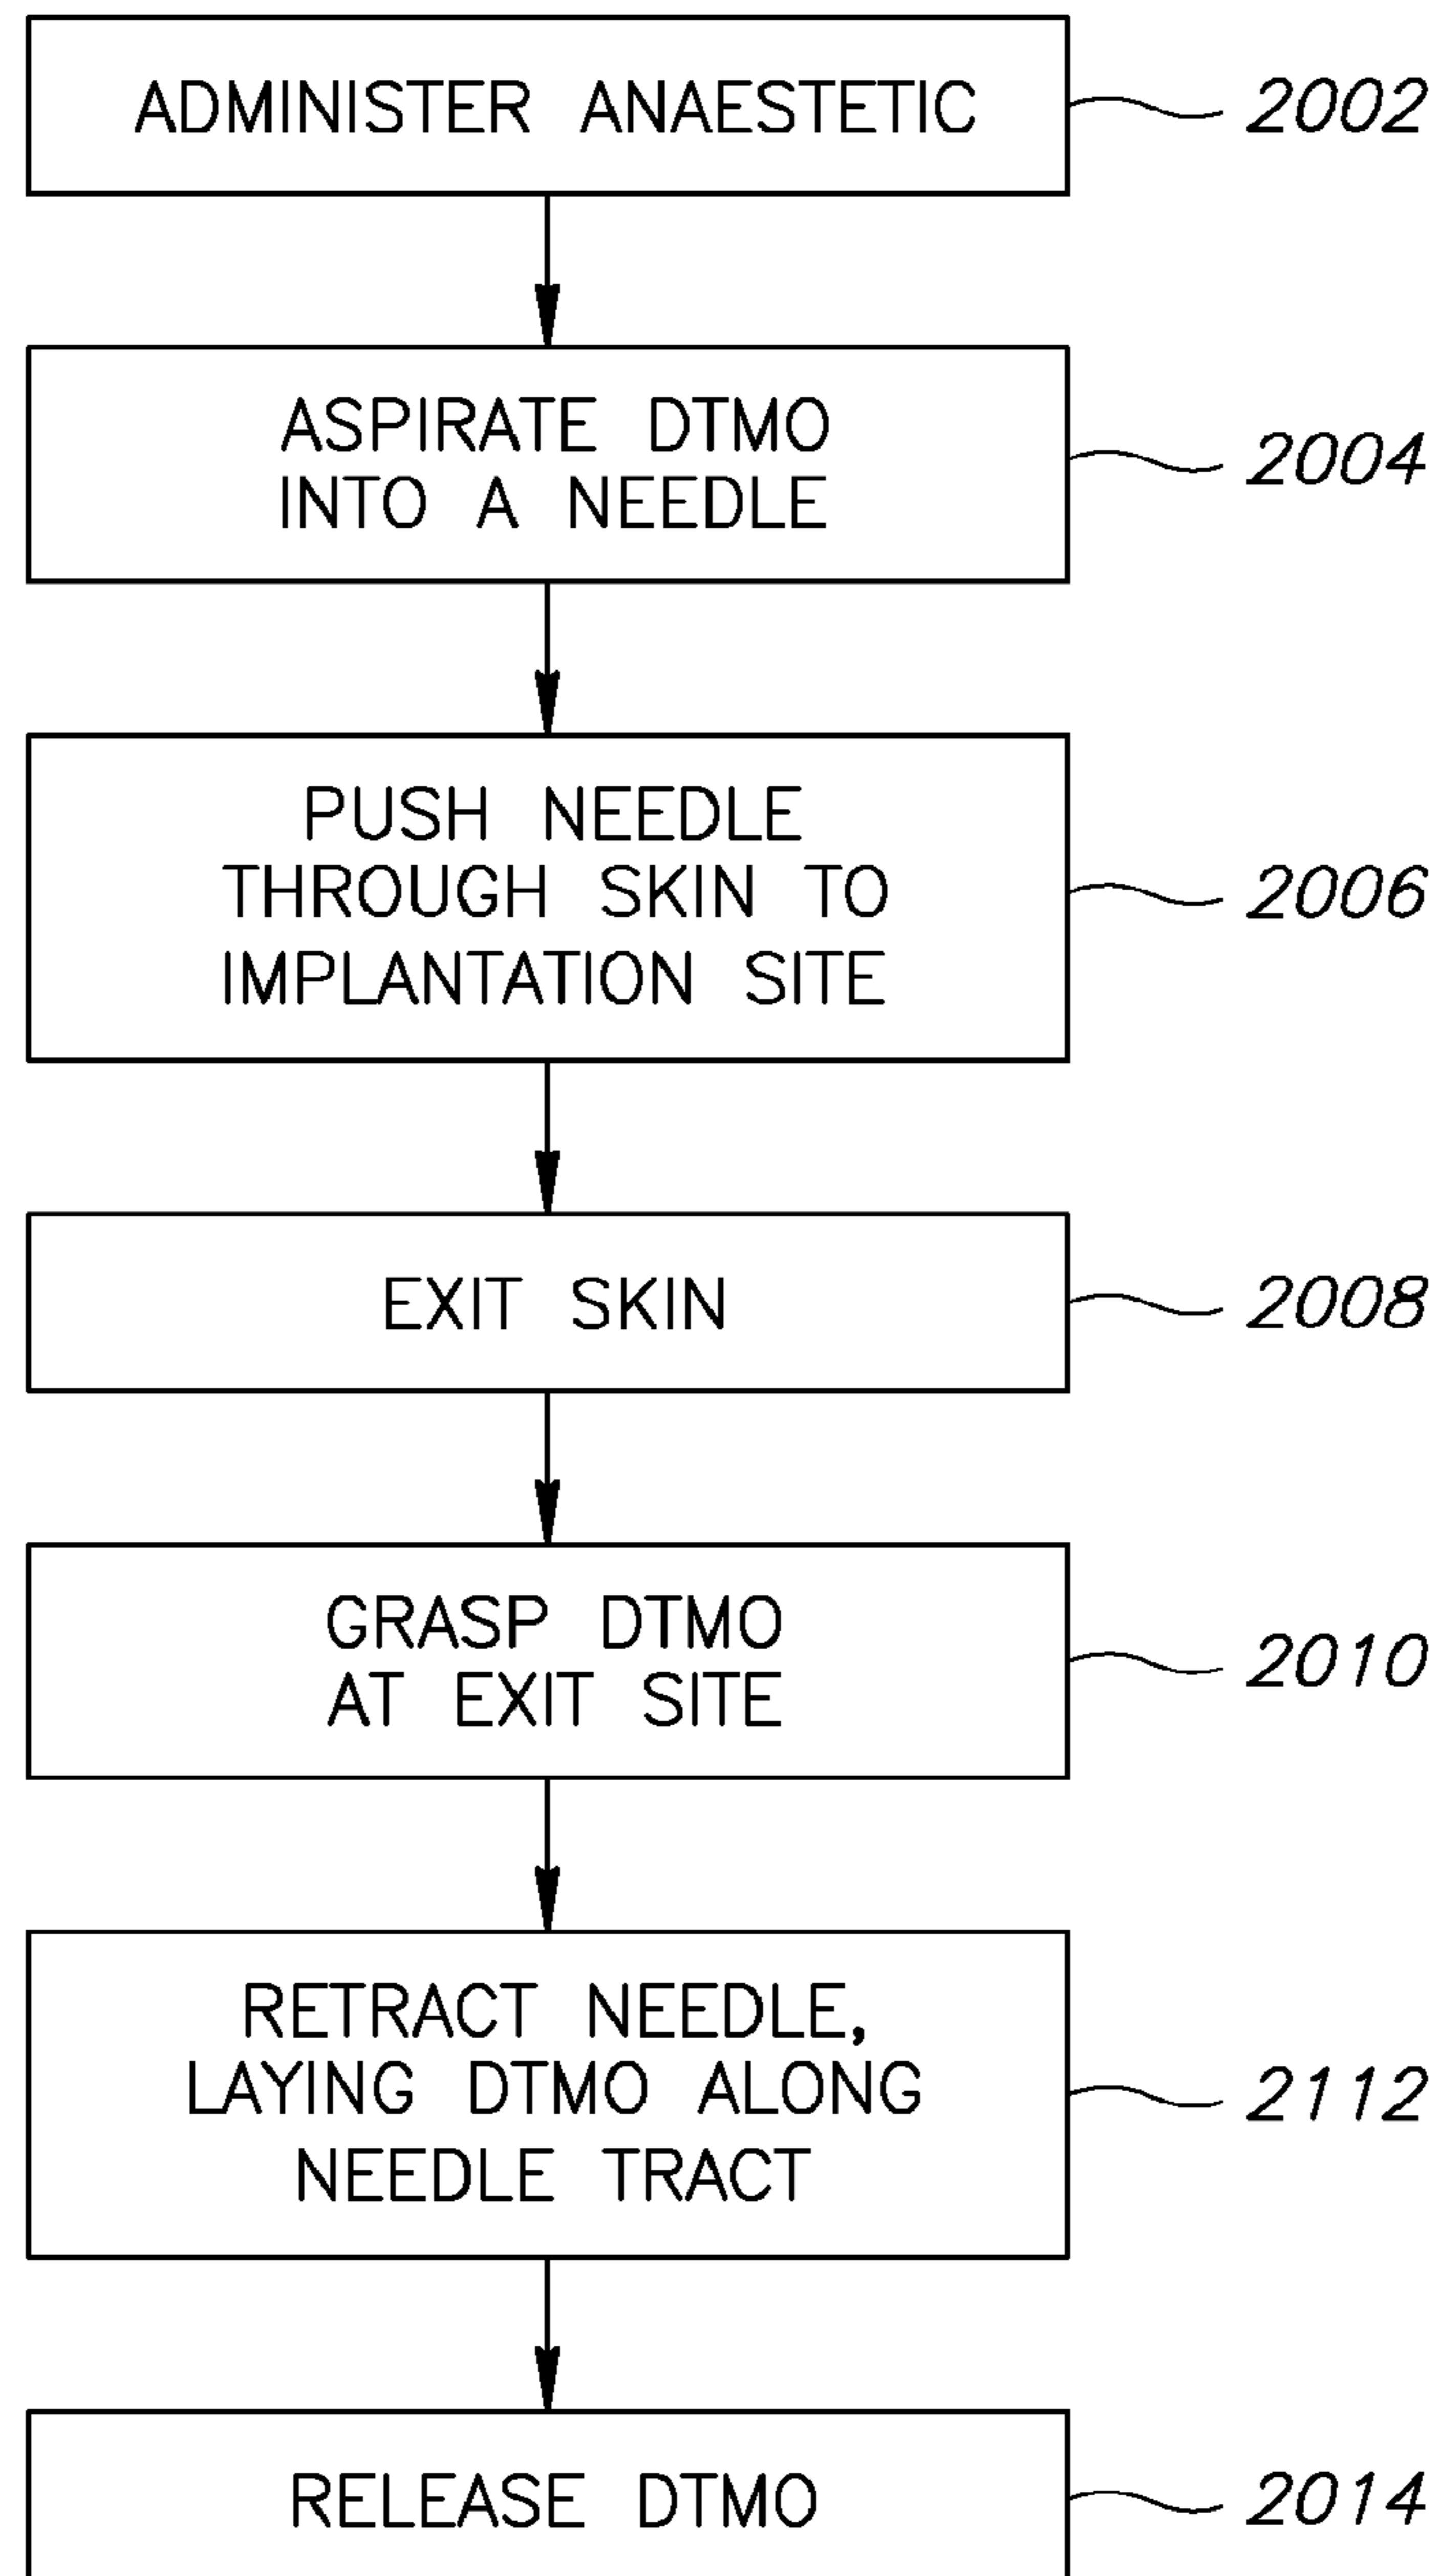 ADMINISTER ANAESTETIC
2002
ASPIRATE DTMO
INTO A NEEDLE
2004
PUSH NEEDLE
THROUGH SKIN TO
IMPLANTATION SITE
2006
EXIT SKIN
2008
GRASP DTMO
AT EXIT SITE
2010
RETRACT NEEDLE,
LAYING DTMO ALONG
NEEDLE TRACT
2112
RELEASE DTMO
2014